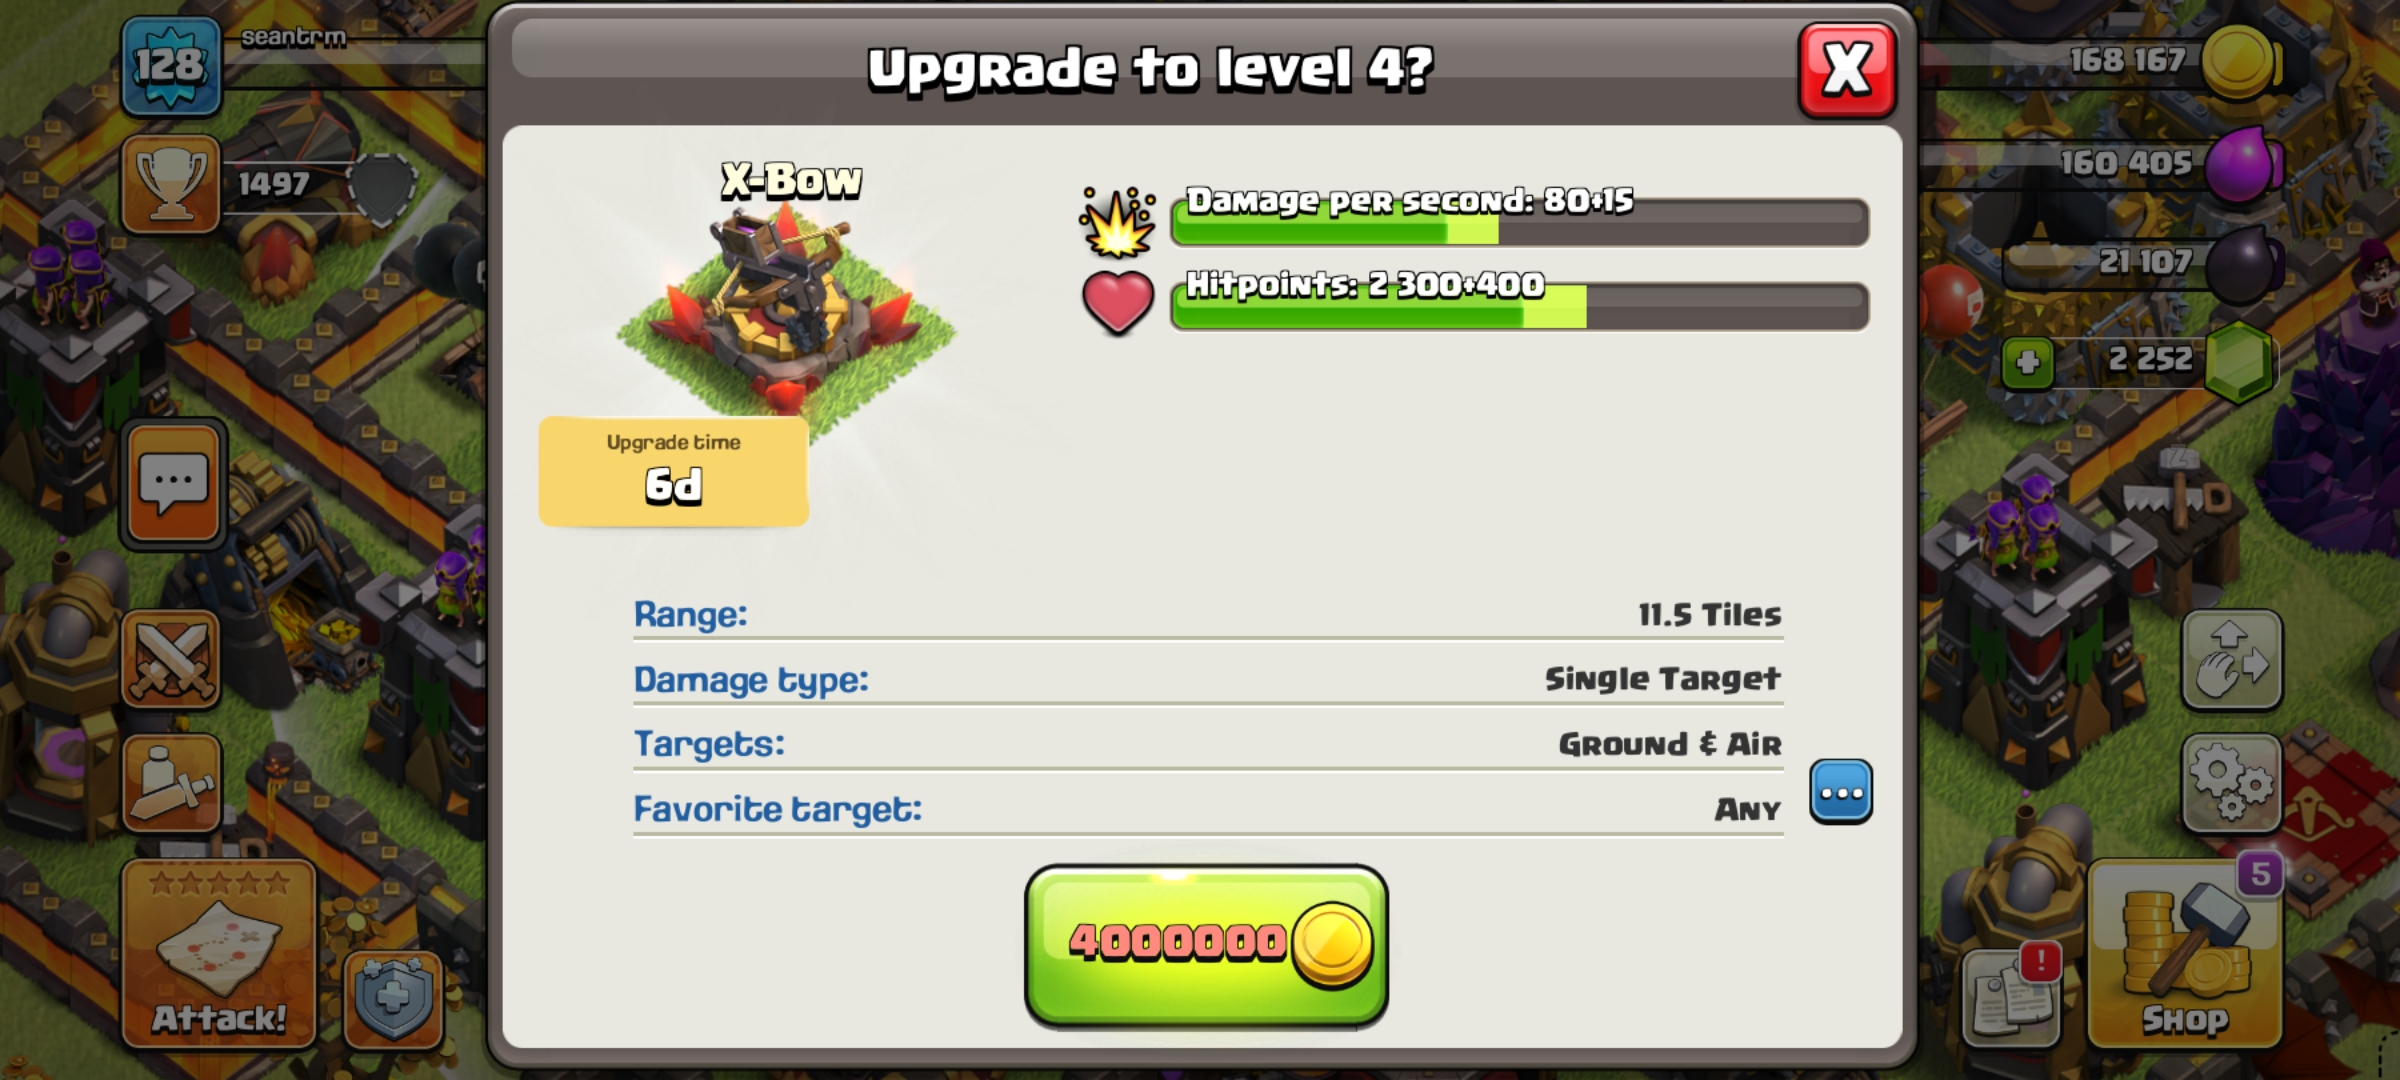 128
seantrm
1497
Upgrade to level 4?
X
168 167
160 405
21 107
2 252
X-Bow
Damage per second: 80+15
Hitpoints: 2 300+400
Upgrade time
6d
Range: 11.5 Tiles
Damage type: Single Target
Targets: Ground & Air
Favorite target: Any
4000000
Attack!
5
!
Shop